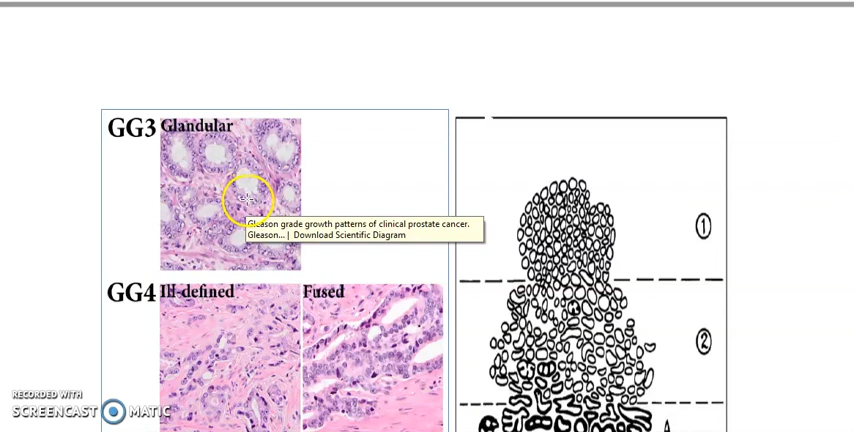 GG3 Glandular
Gleason grade growth patterns of clinical prostate cancer.
Gleason... | Download Scientific Diagram
GG4 Ill-defined Fused
1
2
A
RECORDED WITH
SCREENCAST MATIC